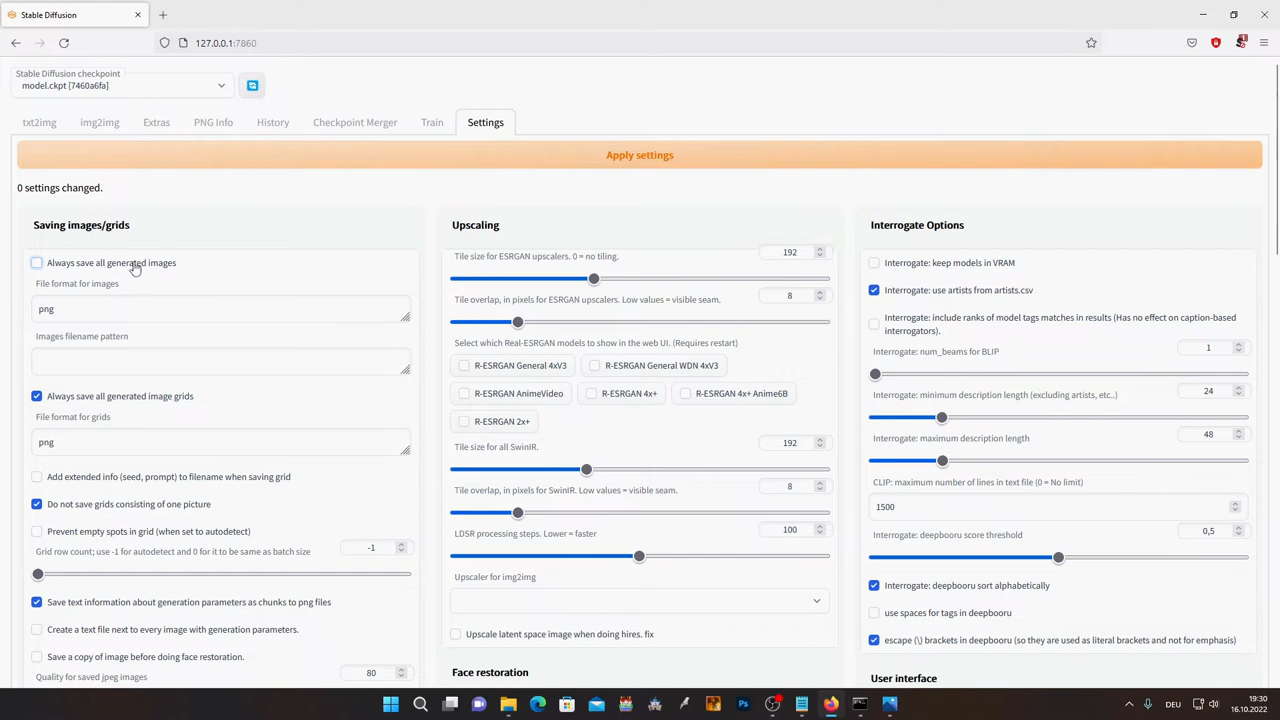 Stable Diffusion
127.0.0.1:7860
1
Stable Diffusion checkpoint
model.ckpt [7460a6fa]
txt2img img2img Extras PNG Info History Checkpoint Merger Train Settings
Apply settings
0 settings changed.
Saving images/grids
Always save all generated images
File format for images
png
Images filename pattern
Always save all generated image grids
File format for grids
png
Add extended info (seed, prompt) to filename when saving grid
Do not save grids consisting of one picture
Prevent empty spots in grid (when set to autodetect)
Grid row count; use -1 for autodetect and 0 for it to be same as batch size
-1
Save text information about generation parameters as chunks to png files
Create a text file next to every image with generation parameters.
Save a copy of image before doing face restoration.
Quality for saved jpeg images
80
Upscaling
Tile size for ESRGAN upscalers. 0 = no tiling.
192
Tile overlap, in pixels for ESRGAN upscalers. Low values = visible seam.
8
Select which Real-ESRGAN models to show in the web UI. (Requires restart)
R-ESRGAN General 4xV3 R-ESRGAN General WDN 4xV3
R-ESRGAN AnimeVideo R-ESRGAN 4x+ R-ESRGAN 4x+ Anime6B
R-ESRGAN 2x+
Tile size for all SwinIR.
192
Tile overlap, in pixels for SwinIR. Low values = visible seam.
8
LDSR processing steps. Lower = faster
100
Upscaler for img2img
Upscale latent space image when doing hires. fix
Face restoration
Interrogate Options
Interrogate: keep models in VRAM
Interrogate: use artists from artists.csv
Interrogate: include ranks of model tags matches in results (Has no effect on caption-based
interrogators).
Interrogate: num_beams for BLIP
1
Interrogate: minimum description length (excluding artists, etc..)
24
Interrogate: maximum description length
48
CLIP: maximum number of lines in text file (0 = No limit)
1500
Interrogate: deepbooru score threshold
0,5
Interrogate: deepbooru sort alphabetically
use spaces for tags in deepbooru
escape (\) brackets in deepbooru (so they are used as literal brackets and not for emphasis)
User interface
DEU
19:30
16.10.2022